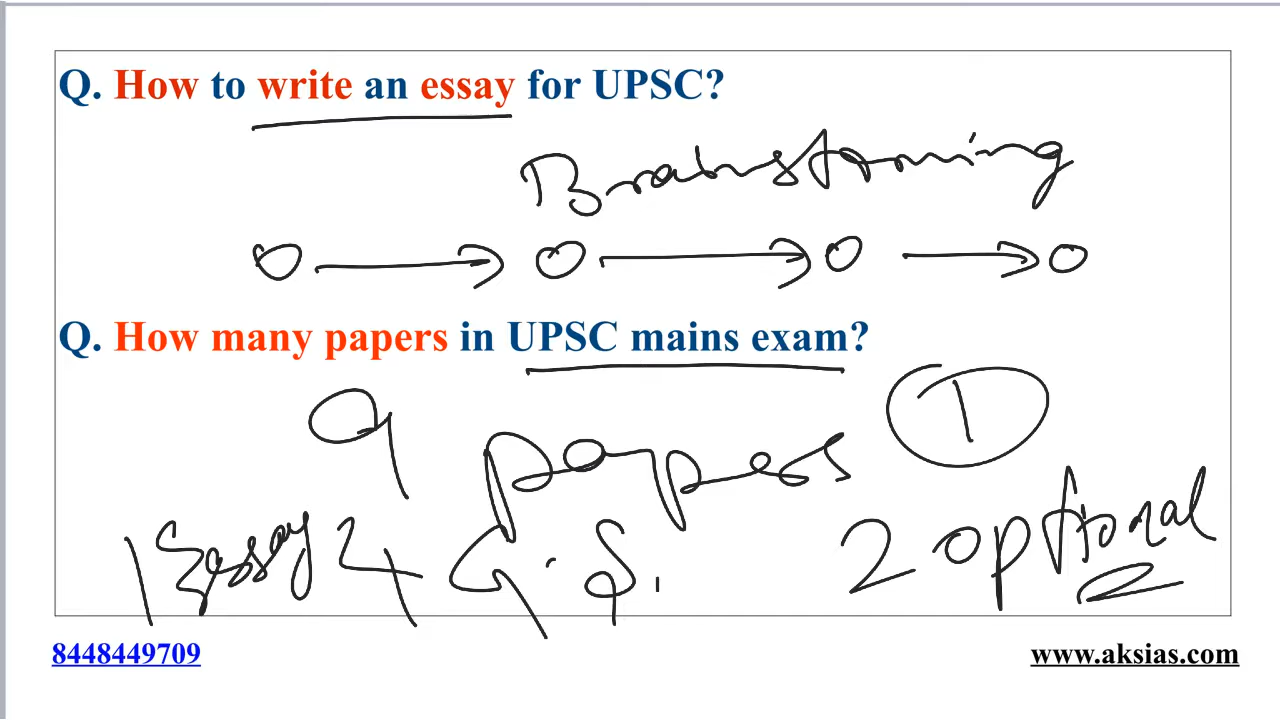 Q. How to write an essay for UPSC?
Brainstorming
Q. How many papers in UPSC mains exam?
9 papers 1
1 Essay 4 G.S. 2 optional
8448449709
www.aksias.com